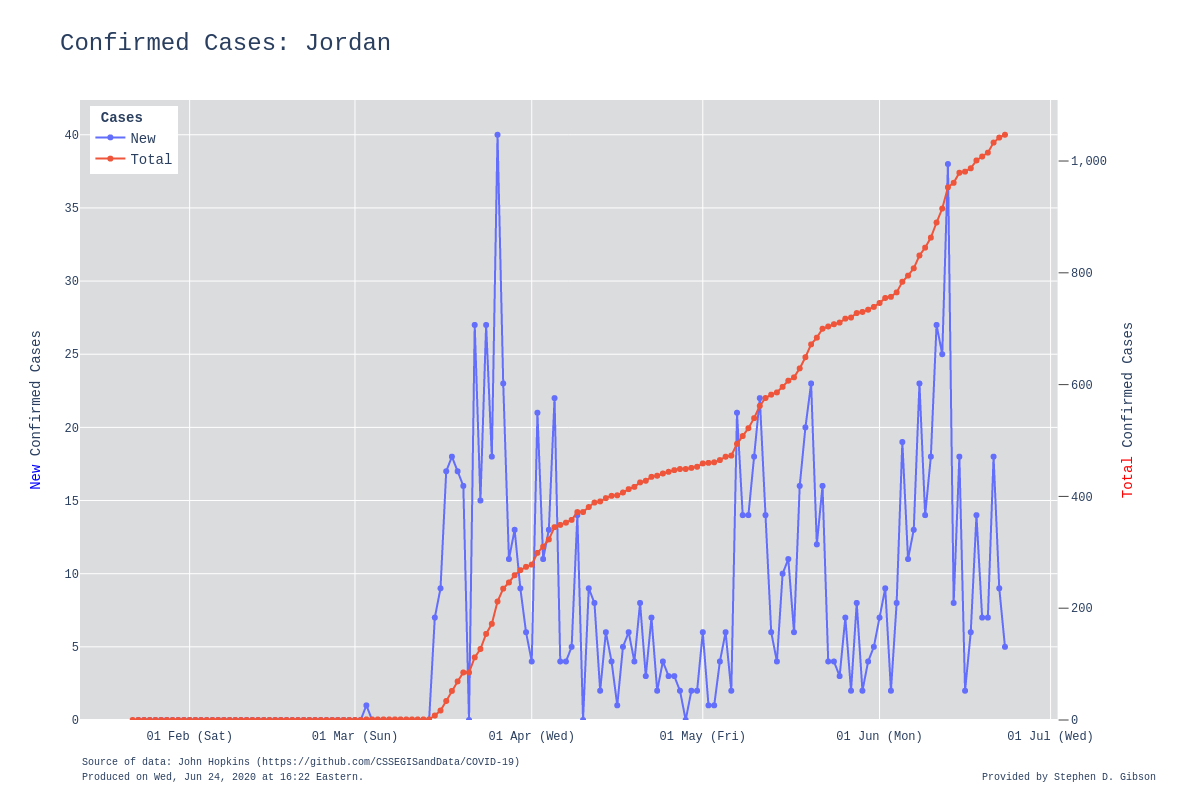 Confirmed Cases: Jordan
Cases
New
Total
40
35
30
25
20
15
10
5
0
1,000
800
600
400
200
0
New Confirmed Cases
Total Confirmed Cases
01 Feb (Sat)
01 Mar (Sun)
01 Apr (Wed)
01 May (Fri)
01 Jun (Mon)
01 Jul (Wed)
Source of data: John Hopkins (https://github.com/CSSEGISandData/COVID-19)
Produced on Wed, Jun 24, 2020 at 16:22 Eastern.
Provided by Stephen D. Gibson